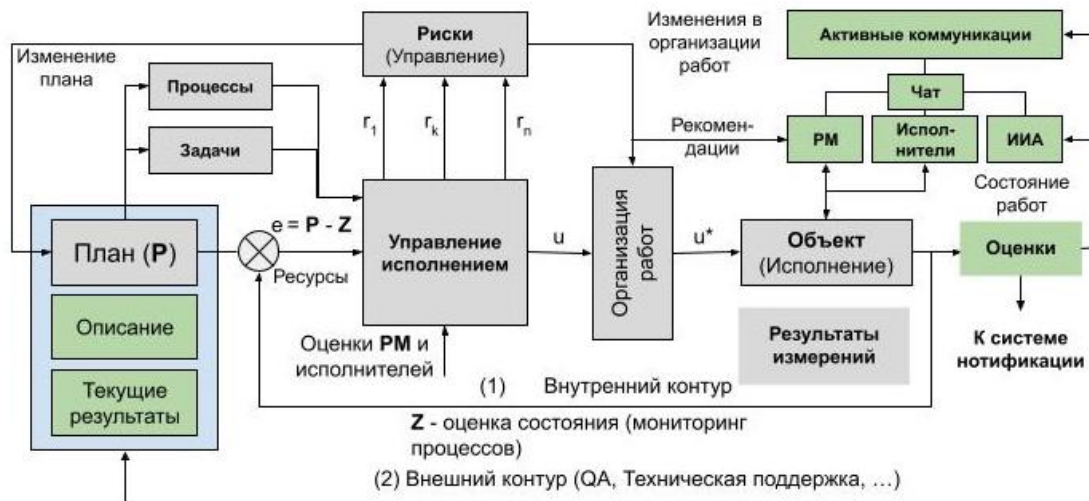 Изменение
плана
Процессы
Задачи
Риски
(Управление)
r1
rk
rn
Изменения в
организации
работ
Активные коммуникации
Чат
PM
Испол-
нители
ИИА
Рекомен-
дации
Состояние
работ
План (P)
Описание
Текущие
результаты
e = P - Z
Ресурсы
Управление
исполнением
u
Организация
работ
u*
Объект
(Исполнение)
Оценки
Результаты
измерений
К системе
нотификации
Оценки PM и
исполнителей
(1) Внутренний контур
Z - оценка состояния (мониторинг
процессов)
(2) Внешний контур (QA, Техническая поддержка, …)